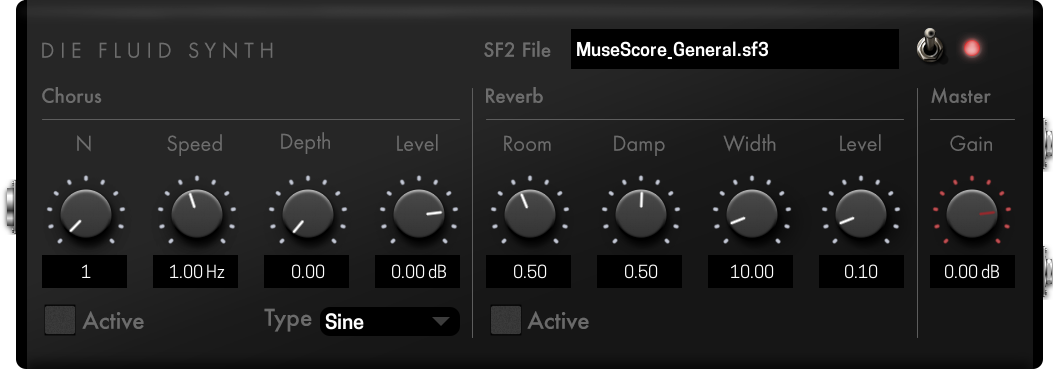 DIE FLUID SYNTH
SF2 File MuseScore_General.sf3
Chorus
N Speed Depth Level
1 1.00 Hz 0.00 0.00 dB
Active Type Sine
Reverb
Room Damp Width Level
0.50 0.50 10.00 0.10
Active
Master
Gain
0.00 dB